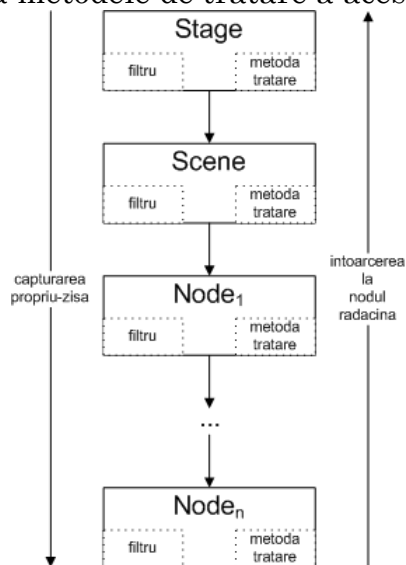 metodele de tratare a aces
Stage
filtru
metoda
tratare
Scene
filtru
metoda
tratare
capturarea
propriu-zisa
intoarcerea
la
nodul
radacina
Node₁
filtru
metoda
tratare
...
Nodeₙ
filtru
metoda
tratare